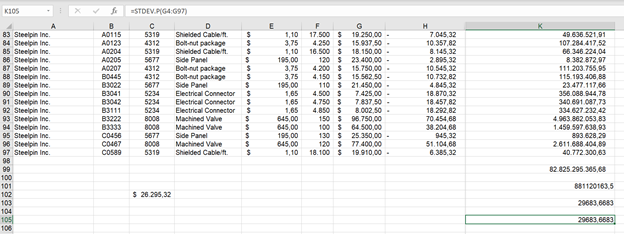 K105 =STDEV.P(G4:G97)
A B C D E F G H K
83 Steelpin Inc. A0115 5319 Shielded Cable/ft. $ 1,10 17.500 $ 19.250,00 - 7.045,32 49.636.521,91
84 Steelpin Inc. A0123 4312 Bolt-nut package $ 3,75 4.250 $ 15.937,50 - 10.357,82 107.284.417,52
85 Steelpin Inc. A0204 5319 Shielded Cable/ft. $ 1,10 16.500 $ 18.150,00 - 8.145,32 66.346.224,04
86 Steelpin Inc. A0205 5677 Side Panel $ 195,00 120 $ 23.400,00 - 2.895,32 8.382.872,97
87 Steelpin Inc. A0207 4312 Bolt-nut package $ 3,75 4.200 $ 15.750,00 - 10.545,32 111.203.755,95
88 Steelpin Inc. B0445 4312 Bolt-nut package $ 3,75 4.150 $ 15.562,50 - 10.732,82 115.193.406,88
89 Steelpin Inc. B3022 5677 Side Panel $ 195,00 110 $ 21.450,00 - 4.845,32 23.477.117,66
90 Steelpin Inc. B3041 5234 Electrical Connector $ 1,65 4.500 $ 7.425,00 - 18.870,32 356.088.944,78
91 Steelpin Inc. B3042 5234 Electrical Connector $ 1,65 4.750 $ 7.837,50 - 18.457,82 340.691.087,73
92 Steelpin Inc. B3111 5234 Electrical Connector $ 1,65 4.850 $ 8.002,50 - 18.292,82 334.627.232,42
93 Steelpin Inc. B3222 8008 Machined Valve $ 645,00 150 $ 96.750,00 70.454,68 4.963.862.053,83
94 Steelpin Inc. B3333 8008 Machined Valve $ 645,00 100 $ 64.500,00 38.204,68 1.459.597.638,93
95 Steelpin Inc. C0456 5677 Side Panel $ 195,00 130 $ 25.350,00 - 945,32 893.628,29
96 Steelpin Inc. C0467 8008 Machined Valve $ 645,00 120 $ 77.400,00 51.104,68 2.611.688.404,89
97 Steelpin Inc. C0589 5319 Shielded Cable/ft. $ 1,10 18.100 $ 19.910,00 - 6.385,32 40.772.300,63
98
99 82.825.295.365,68
100
101 881120163,5
102 $ 26.295,32
103 29683,6683
104
105 29683,6683
106